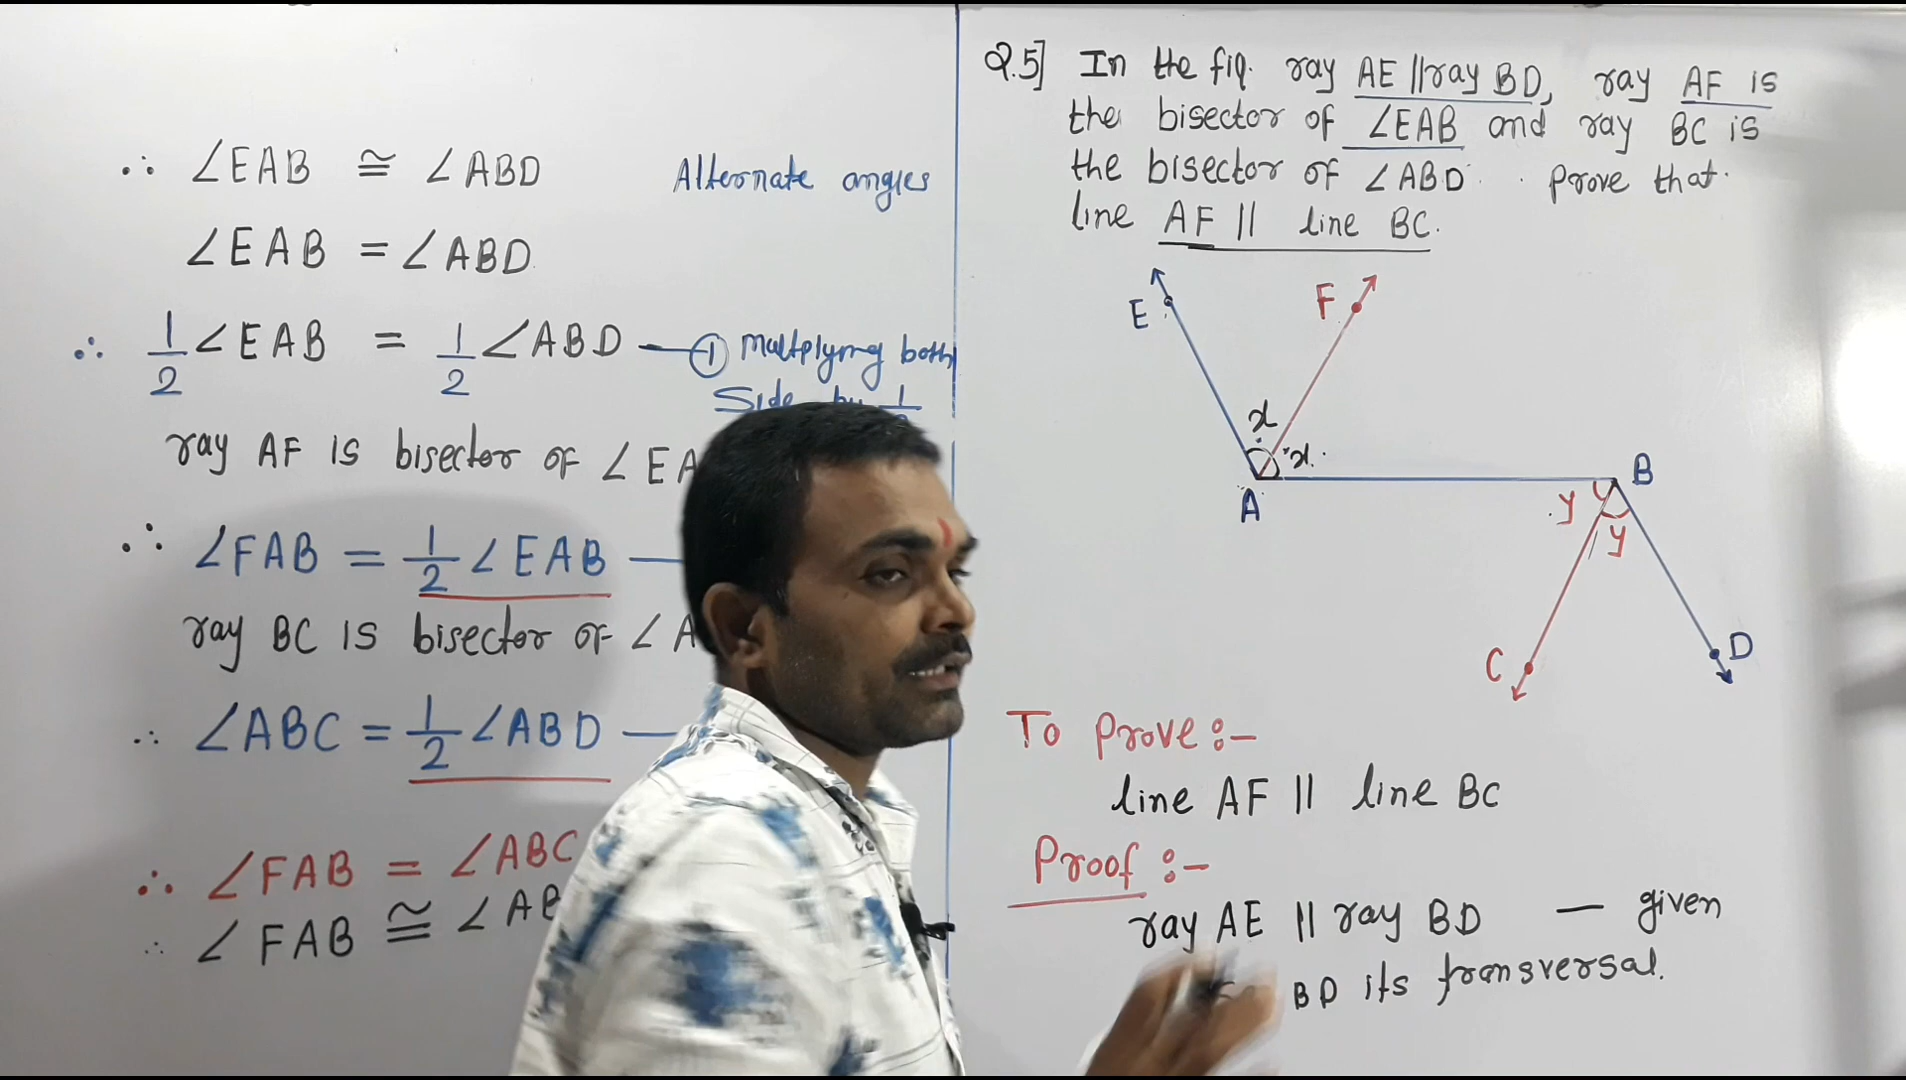 ∴ ∠EAB ≅ ∠ABD Alternate angles
∠EAB = ∠ABD
∴ 1/2 ∠EAB = 1/2 ∠ABD — ① Multplying both
Side by 1
ray AF is bisector of ∠EA
∴ ∠FAB = 1/2 ∠EAB —
ray BC is bisector of ∠A
∴ ∠ABC = 1/2 ∠ABD —
∴ ∠FAB = ∠ABC
∴ ∠FAB ≅ ∠AB
Q.5] In the fig. ray AE || ray BD, ray AF is
the bisector of ∠EAB and ray BC is
the bisector of ∠ABD. Prove that
line AF || line BC.
E
F
x
x
A
B
y
y
C
D
To Prove :-
line AF || line BC
Proof :-
ray AE || ray BD — given
BD its transversal.